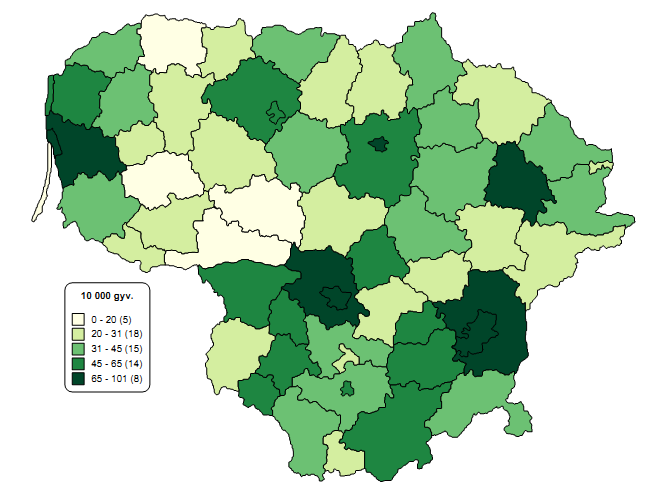 10 000 gyv.
0 - 20 (5)
20 - 31 (18)
31 - 45 (15)
45 - 65 (14)
65 - 101 (8)